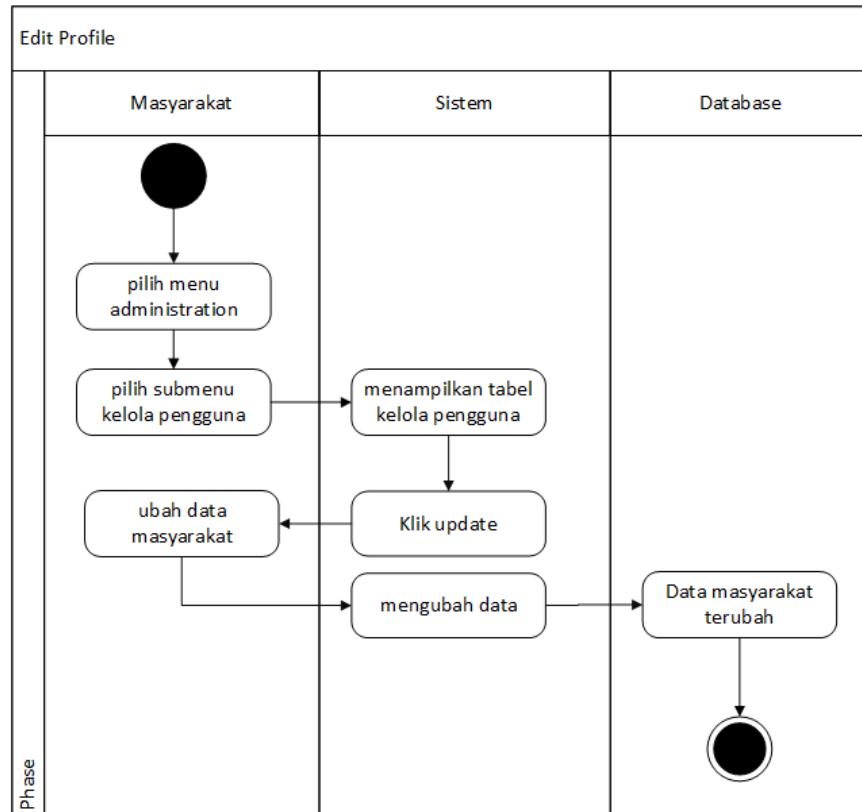 Edit Profile
Masyarakat
Sistem
Database
pilih menu
administration
pilih submenu
kelola pengguna
menampilkan tabel
kelola pengguna
Klik update
ubah data
masyarakat
mengubah data
Data masyarakat
terubah
Phase